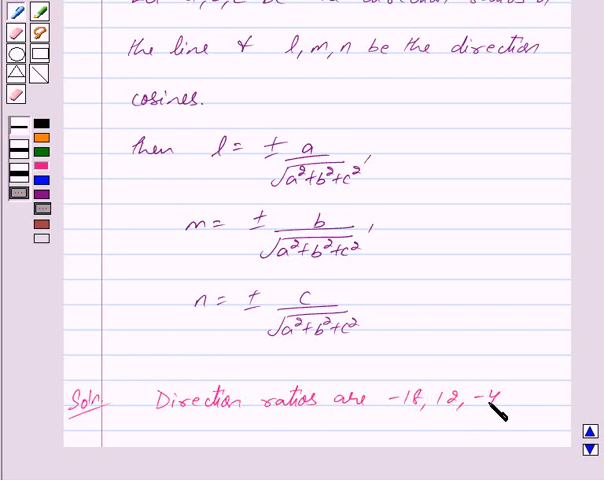 the line & l, m, n be the direction
cosines.
then l = ± a / √a²+b²+c² ,
m = ± b / √a²+b²+c² ,
n = ± c / √a²+b²+c²
Soln. Direction ratios are -18, 12, -4